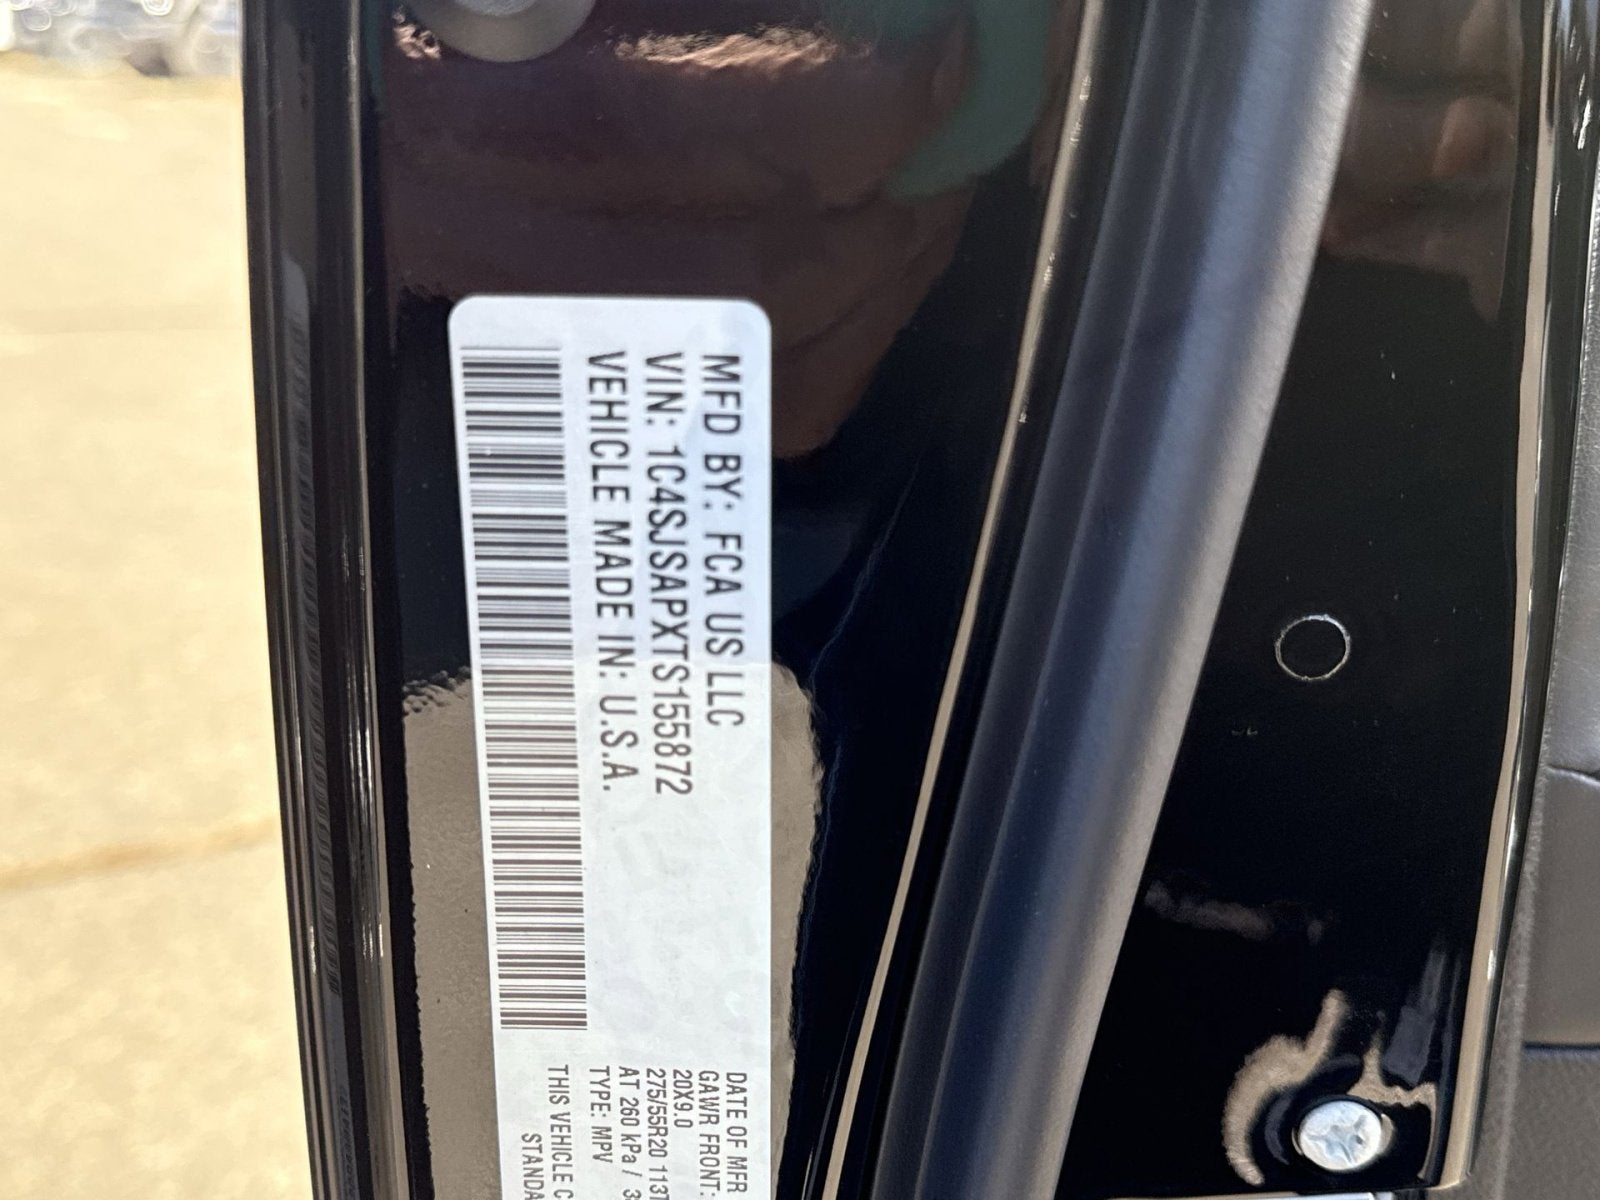 MFD BY: FCA US LLC
VIN: 1C4SJSAPXTS155872
VEHICLE MADE IN: U.S.A.
DATE OF MFR
GAWR FRONT:
20X9.0
275/55R20 113T
AT 260 kPa /
TYPE: MPV
THIS VEHICLE C
STANDA